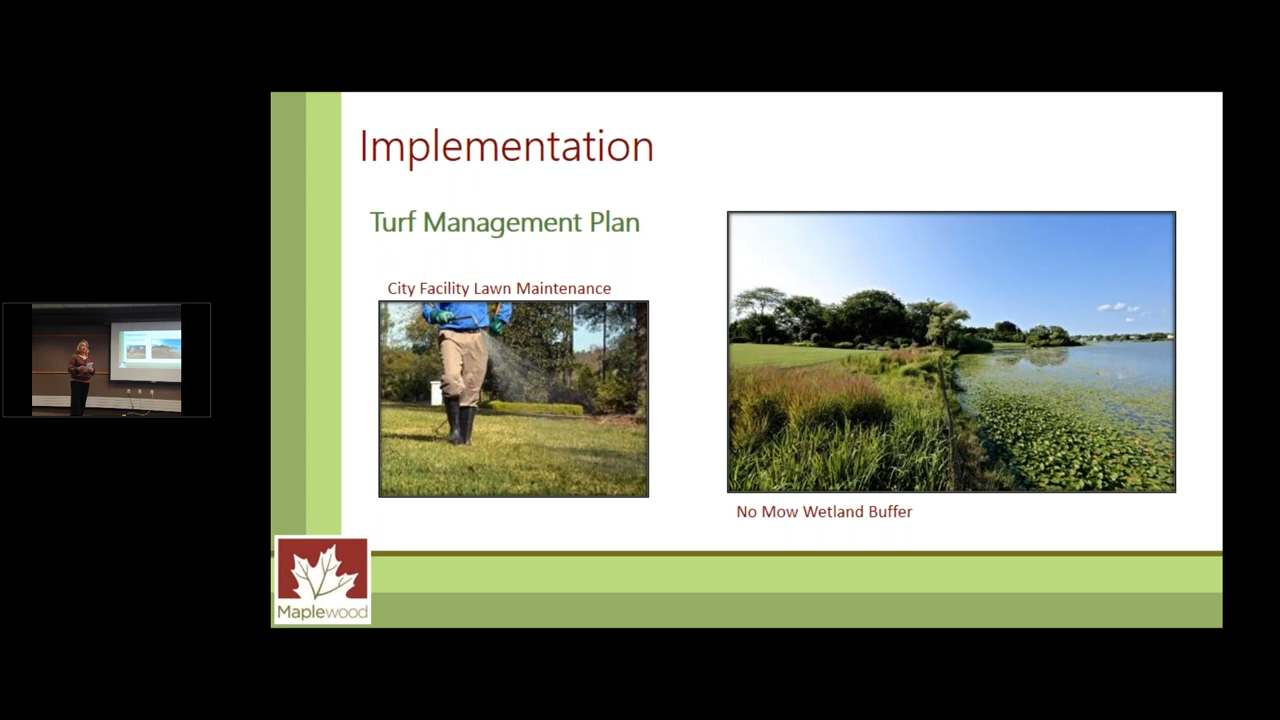 Implementation
Turf Management Plan
City Facility Lawn Maintenance
No Mow Wetland Buffer
Maplewood